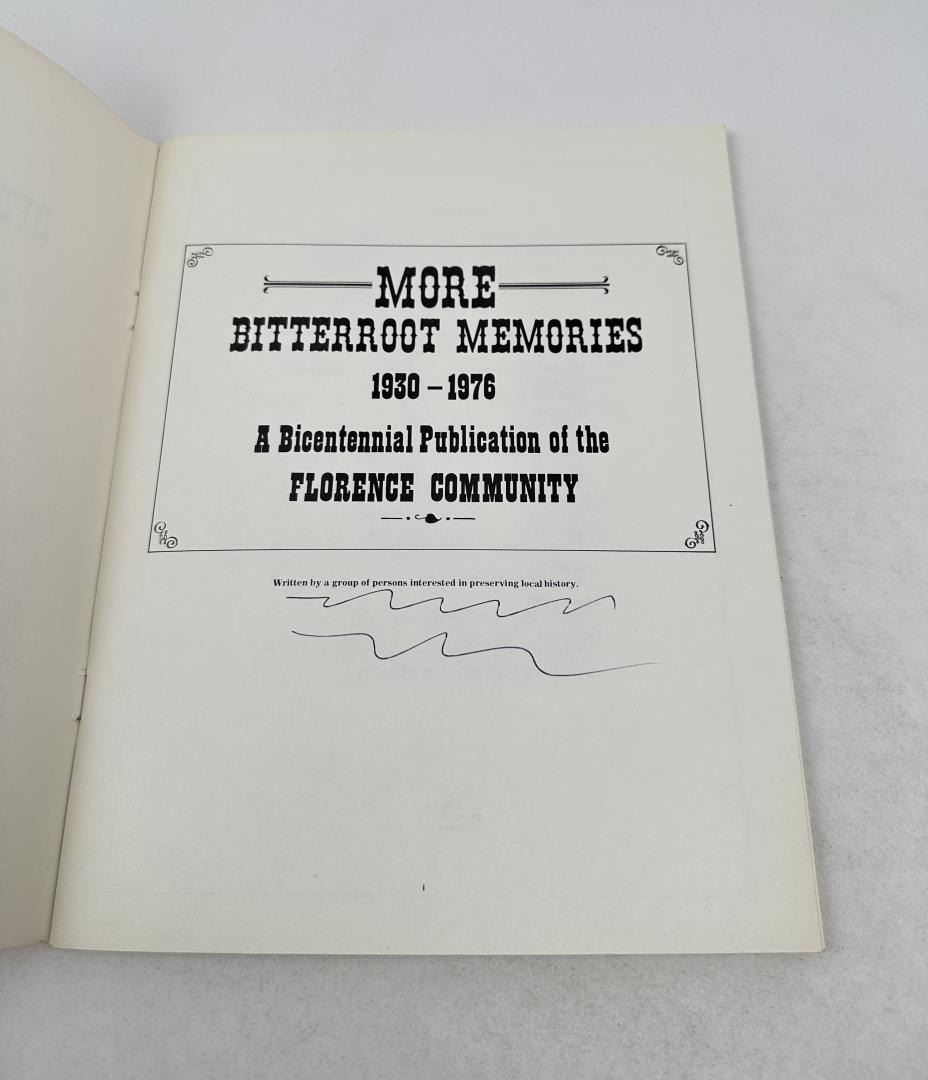 MORE
BITTERROOT MEMORIES
1930 – 1976
A Bicentennial Publication of the
FLORENCE COMMUNITY
Written by a group of persons interested in preserving local history.